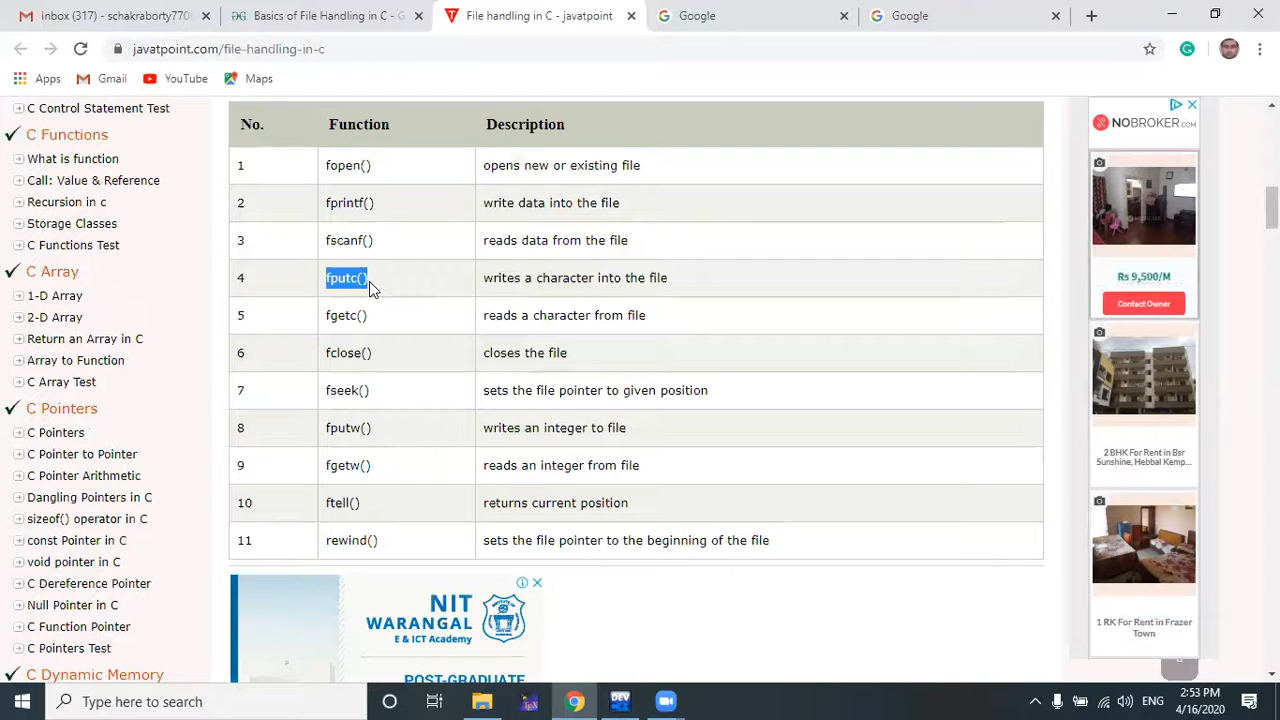 inbox (317) - schakraborty770
Basics of File Handling in C - G
File handling in C - javatpoint
Google
Google
javatpoint.com/file-handling-in-c
Apps
Gmail
YouTube
Maps
C Control Statement Test
C Functions
What is function
Call: Value & Reference
Recursion in c
Storage Classes
C Functions Test
C Array
1-D Array
2-D Array
Return an Array in C
Array to Function
C Array Test
C Pointers
C Pointers
C Pointer to Pointer
C Pointer Arithmetic
Dangling Pointers in C
sizeof() operator in C
const Pointer in C
void pointer in C
C Dereference Pointer
Null Pointer in C
C Function Pointer
C Pointers Test
C Dynamic Memory
No. Function Description
1 fopen() opens new or existing file
2 fprintf() write data into the file
3 fscanf() reads data from the file
4 fputc() writes a character into the file
5 fgetc() reads a character from file
6 fclose() closes the file
7 fseek() sets the file pointer to given position
8 fputw() writes an integer to file
9 fgetw() reads an integer from file
10 ftell() returns current position
11 rewind() sets the file pointer to the beginning of the file
NIT
WARANGAL
E & ICT Academy
POST-GRADUATE
NOBROKER.COM
Rs 9,500/M
Contact Owner
2 BHK For Rent in Bsr
Sunshine, Hebbal Kemp...
1 RK For Rent in Frazer
Town
Type here to search
DEV
ENG
2:53 PM
4/16/2020